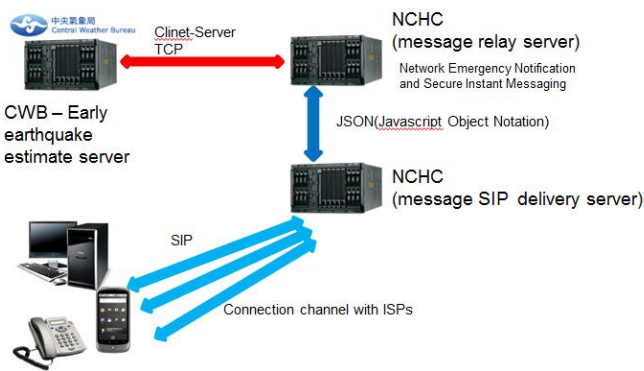 中央氣象局
Central Weather Bureau
Clinet-Server
TCP
NCHC
(message relay server)
Network Emergency Notification
and Secure Instant Messaging
CWB – Early
earthquake
estimate server
JSON(Javascript Object Notation)
NCHC
(message SIP delivery server)
SIP
Connection channel with ISPs